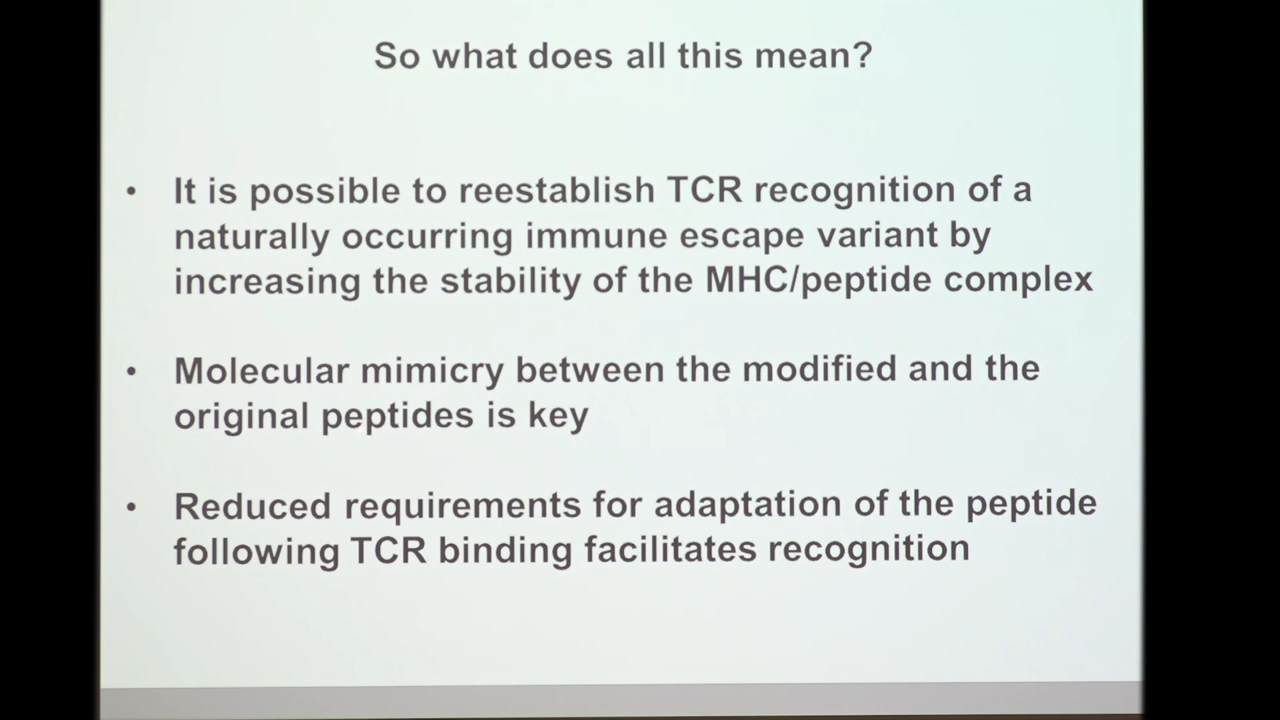 So what does all this mean?
• It is possible to reestablish TCR recognition of a
naturally occurring immune escape variant by
increasing the stability of the MHC/peptide complex
• Molecular mimicry between the modified and the
original peptides is key
• Reduced requirements for adaptation of the peptide
following TCR binding facilitates recognition